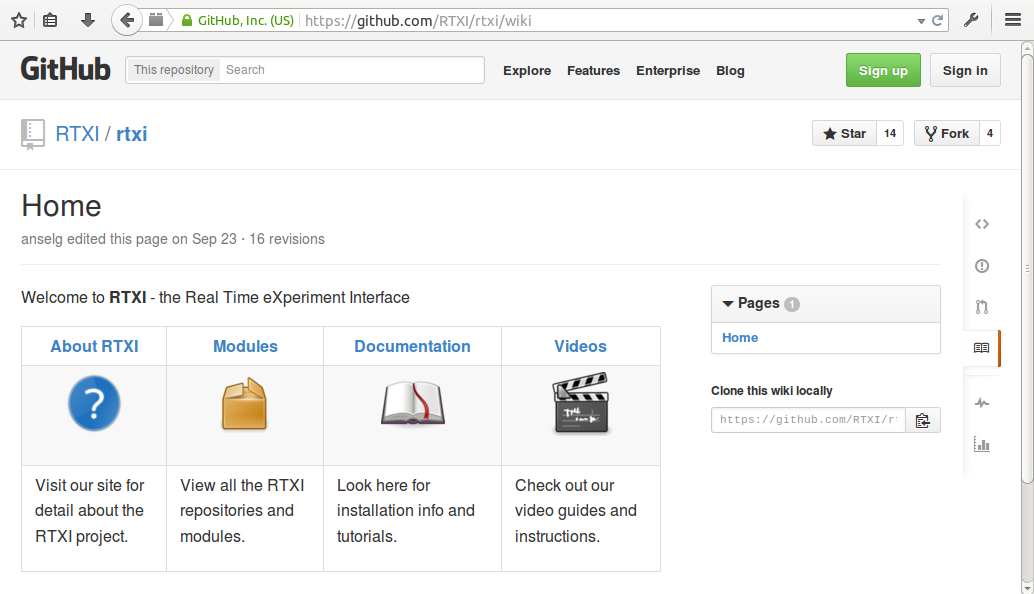 GitHub, Inc. (US) https://github.com/RTXI/rtxi/wiki
GitHub This repository Search Explore Features Enterprise Blog Sign up Sign in
RTXI / rtxi Star 14 Fork 4
Home
anselg edited this page on Sep 23 · 16 revisions
Welcome to RTXI - the Real Time eXperiment Interface
Pages 1
Home
Clone this wiki locally
https://github.com/RTXI/r
About RTXI Modules Documentation Videos
Visit our site for
detail about the
RTXI project.
View all the RTXI
repositories and
modules.
Look here for
installation info and
tutorials.
Check out our
video guides and
instructions.